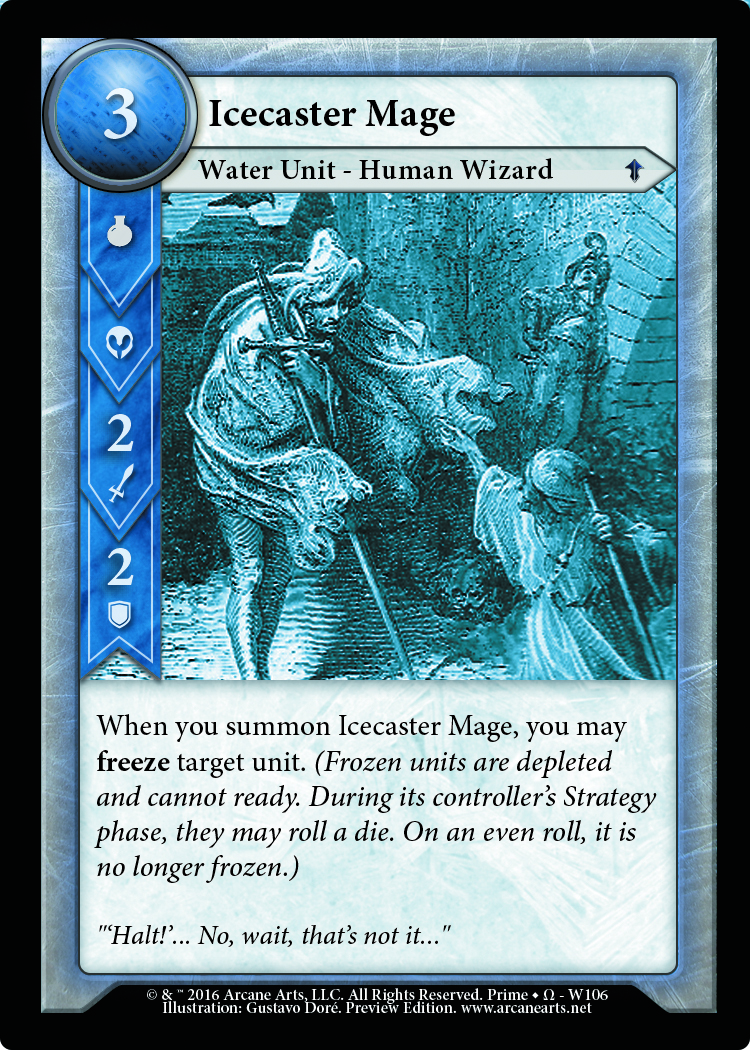 3
Icecaster Mage
Water Unit - Human Wizard
2
2
When you summon Icecaster Mage, you may
freeze target unit. (Frozen units are depleted
and cannot ready. During its controller’s Strategy
phase, they may roll a die. On an even roll, it is
no longer frozen.)
"‘Halt!’... No, wait, that’s not it..."
© & ™ 2016 Arcane Arts, LLC. All Rights Reserved. Prime ⬥ Ω - W106
Illustration: Gustavo Doré. Preview Edition. www.arcanearts.net